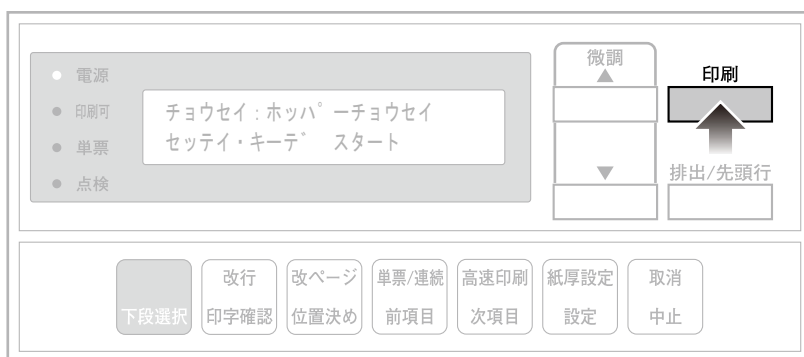 電源
印刷可
単票
点検
チョウセイ:ホッパ゜ーチョウセイ
セッテイ・キーデ゛ スタート
微調
▲
▼
印刷
排出/先頭行
下段選択
改行
印字確認
改ページ
位置決め
単票/連続
前項目
高速印刷
次項目
紙厚設定
設定
取消
中止